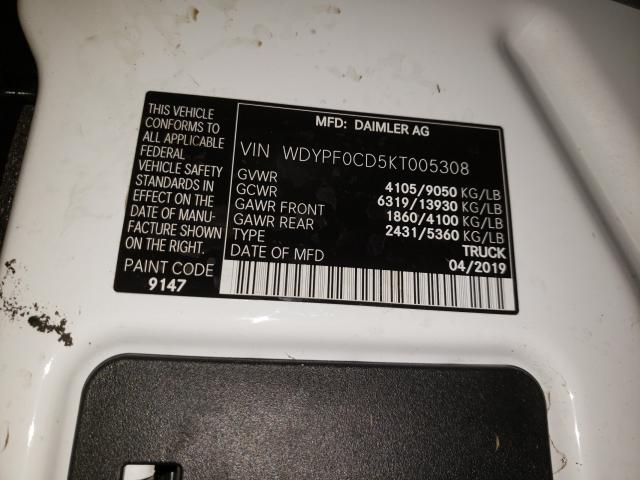 MFD: DAIMLER AG
THIS VEHICLE
CONFORMS TO
ALL APPLICABLE
FEDERAL
VEHICLE SAFETY
STANDARDS IN
EFFECT ON THE
DATE OF MANU-
FACTURE SHOWN
ON THE RIGHT.
PAINT CODE
9147
VIN WDYPF0CD5KT005308
GVWR 4105/9050 KG/LB
GCWR 6319/13930 KG/LB
GAWR FRONT 1860/4100 KG/LB
GAWR REAR 2431/5360 KG/LB
TYPE TRUCK
DATE OF MFD 04/2019